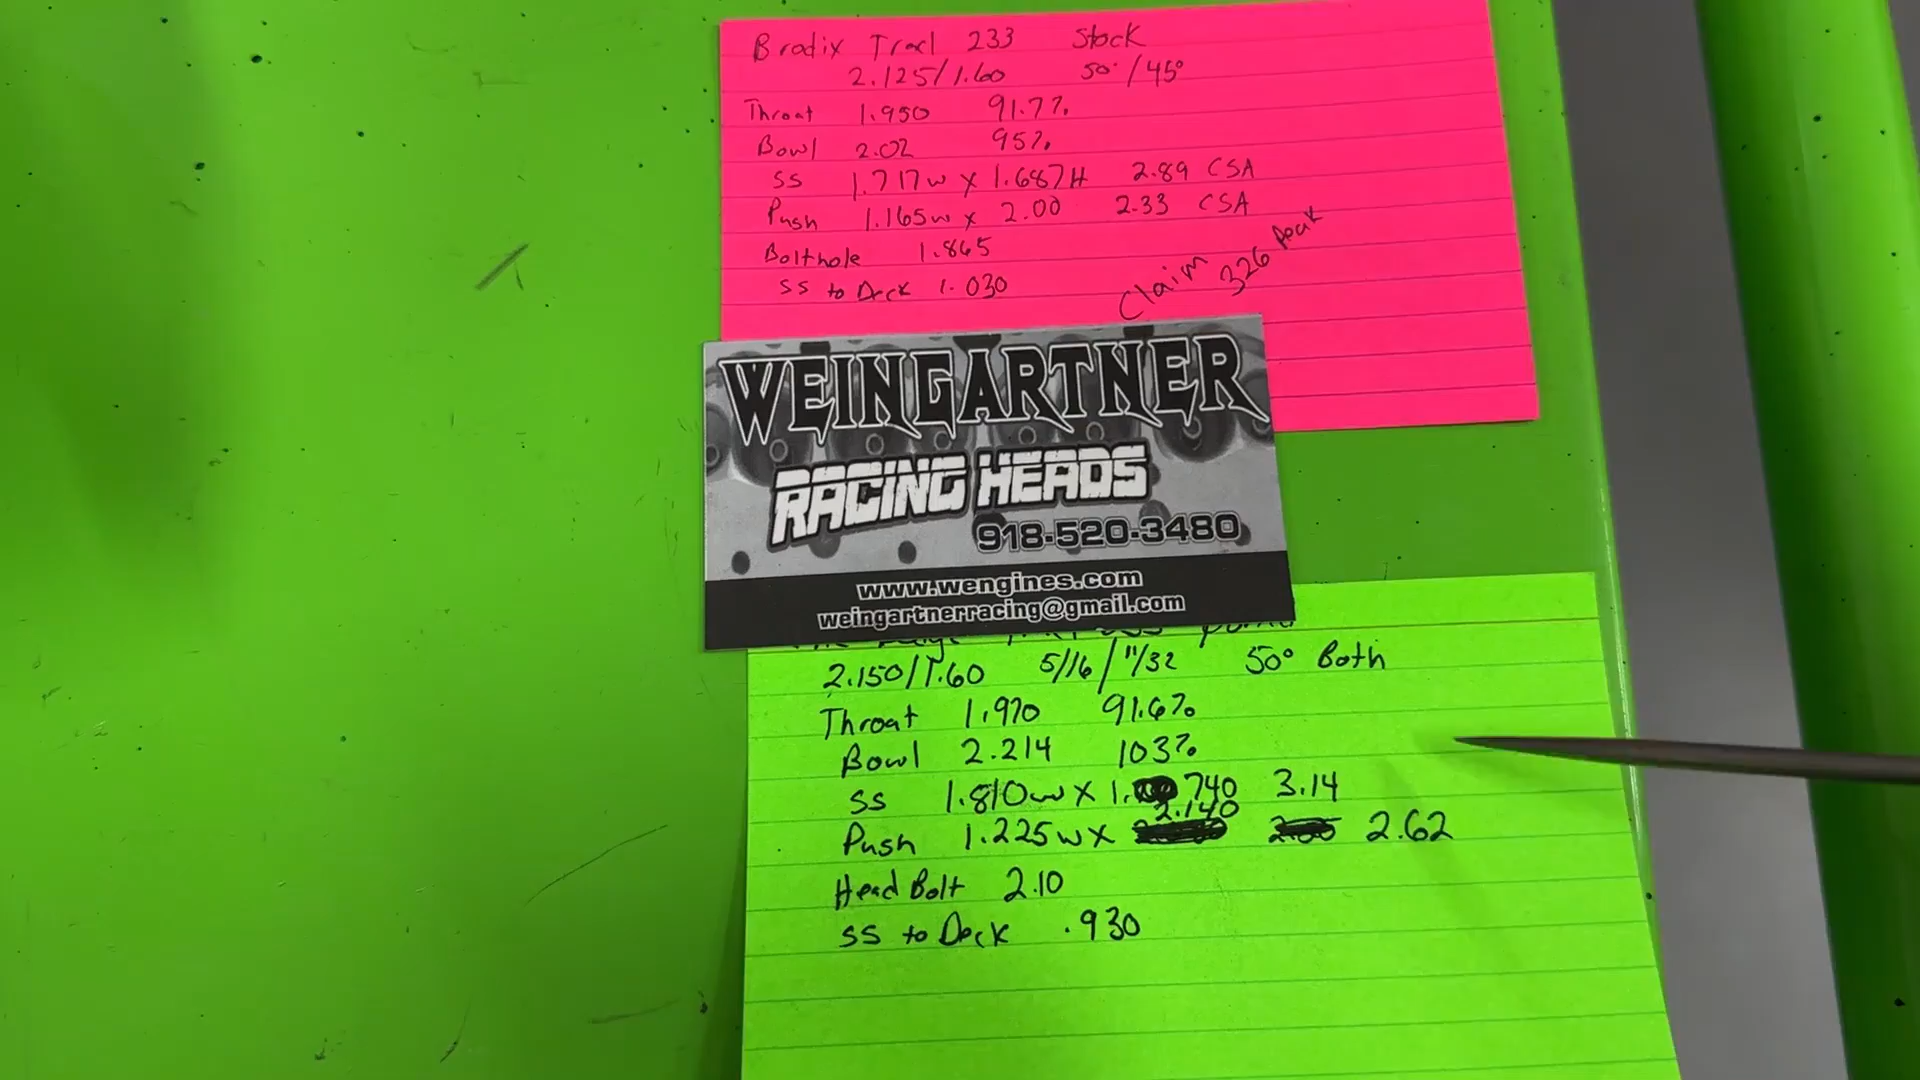 Brodix Trac1 233 Stock
2.125/1.60 50°/45°
Throat 1.950 91.7%
Bowl 2.02 95%
SS 1.717w x 1.687H 2.89 CSA
Push 1.165w x 2.00 2.33 CSA
Bolthole 1.865
SS to Deck 1.030
Claim 326 Peak
WEINGARTNER
RACING HEADS
918-520-3480
www.wengines.com
weingartnerracing@gmail.com
2.150/1.60 5/16/11/32 50° Both
Throat 1.970 91.6%
Bowl 2.214 103%
SS 1.810w x 1. 740 3.14
Push 1.225w x 2.140 2.62
Head Bolt 2.10
SS to Deck .930